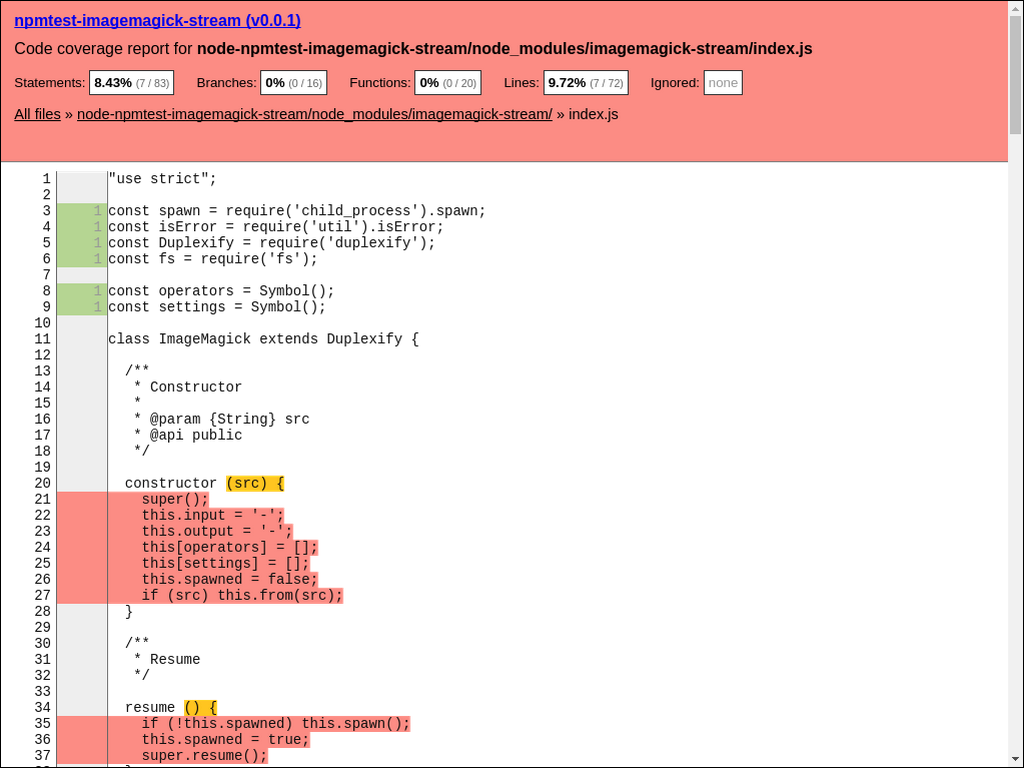 npmtest-imagemagick-stream (v0.0.1)
Code coverage report for node-npmtest-imagemagick-stream/node_modules/imagemagick-stream/index.js
Statements: 8.43% (7 / 83) Branches: 0% (0 / 16) Functions: 0% (0 / 20) Lines: 9.72% (7 / 72) Ignored: none
All files » node-npmtest-imagemagick-stream/node_modules/imagemagick-stream/ » index.js
1 "use strict";
2
3 1 const spawn = require('child_process').spawn;
4 1 const isError = require('util').isError;
5 1 const Duplexify = require('duplexify');
6 1 const fs = require('fs');
7
8 1 const operators = Symbol();
9 1 const settings = Symbol();
10
11 class ImageMagick extends Duplexify {
12
13 /**
14 * Constructor
15 *
16 * @param {String} src
17 * @api public
18 */
19
20 constructor (src) {
21 super();
22 this.input = '-';
23 this.output = '-';
24 this[operators] = [];
25 this[settings] = [];
26 this.spawned = false;
27 if (src) this.from(src);
28 }
29
30 /**
31 * Resume
32 */
33
34 resume () {
35 if (!this.spawned) this.spawn();
36 this.spawned = true;
37 super.resume();